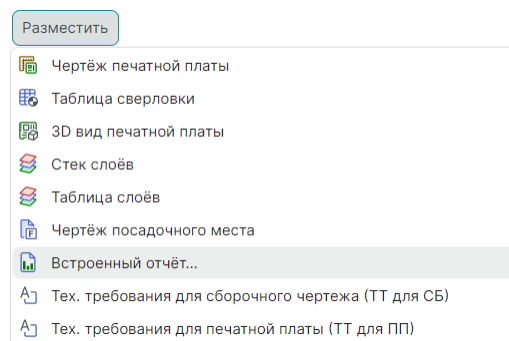 Разместить
Чертёж печатной платы
Таблица сверловки
3D вид печатной платы
Стек слоёв
Таблица слоёв
Чертёж посадочного места
Встроенный отчёт...
Тех. требования для сборочного чертежа (ТТ для СБ)
Тех. требования для печатной платы (ТТ для ПП)